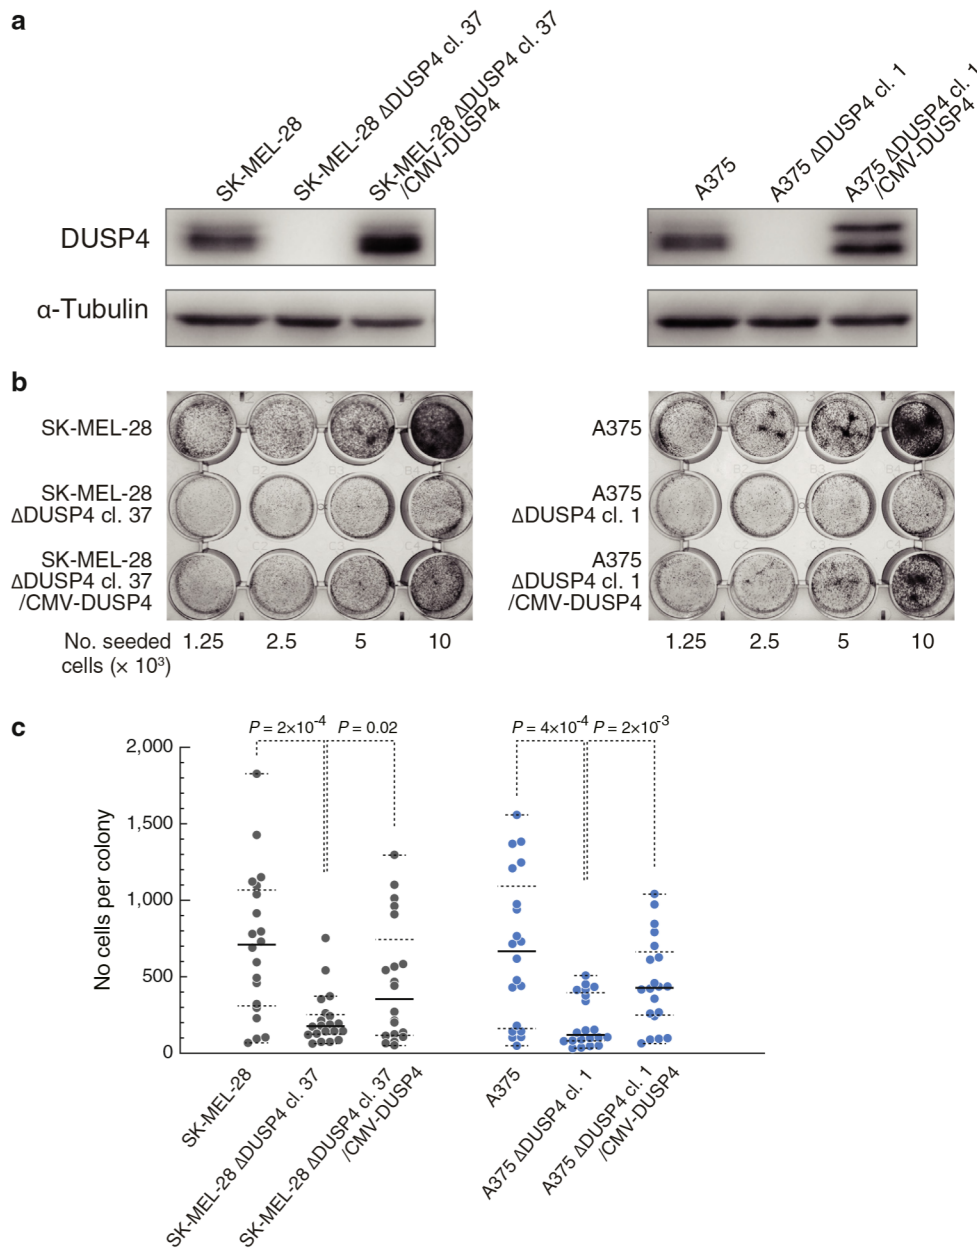 a
SK-MEL-28
SK-MEL-28 ΔDUSP4 cl. 37
SK-MEL-28 ΔDUSP4 cl. 37
/CMV-DUSP4
A375
A375 ΔDUSP4 cl. 1
A375 ΔDUSP4 cl. 1
/CMV-DUSP4
DUSP4
α-Tubulin
b
SK-MEL-28
SK-MEL-28
ΔDUSP4 cl. 37
SK-MEL-28
ΔDUSP4 cl. 37
/CMV-DUSP4
A375
A375
ΔDUSP4 cl. 1
A375
ΔDUSP4 cl. 1
/CMV-DUSP4
No. seeded
cells (× 10³)
1.25 2.5 5 10
1.25 2.5 5 10
c
P = 2×10⁻⁴ P = 0.02
P = 4×10⁻⁴ P = 2×10⁻³
No cells per colony
2,000
1,500
1,000
500
0
SK-MEL-28
SK-MEL-28 ΔDUSP4 cl. 37
SK-MEL-28 ΔDUSP4 cl. 37
/CMV-DUSP4
A375
A375 ΔDUSP4 cl. 1
A375 ΔDUSP4 cl. 1
/CMV-DUSP4